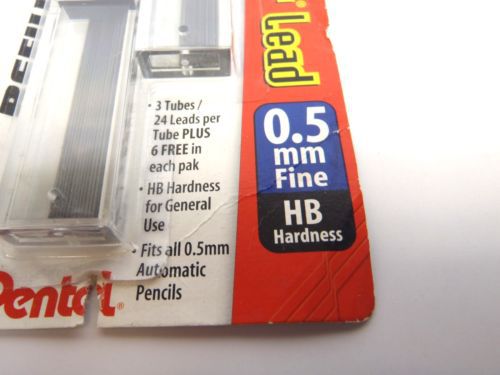 REFILL
Lead
• 3 Tubes /
24 Leads per
Tube PLUS
6 FREE in
each pak
• HB Hardness
for General
Use
• Fits all 0.5mm
Automatic
Pencils
0.5
mm
Fine
HB
Hardness
Pentel®